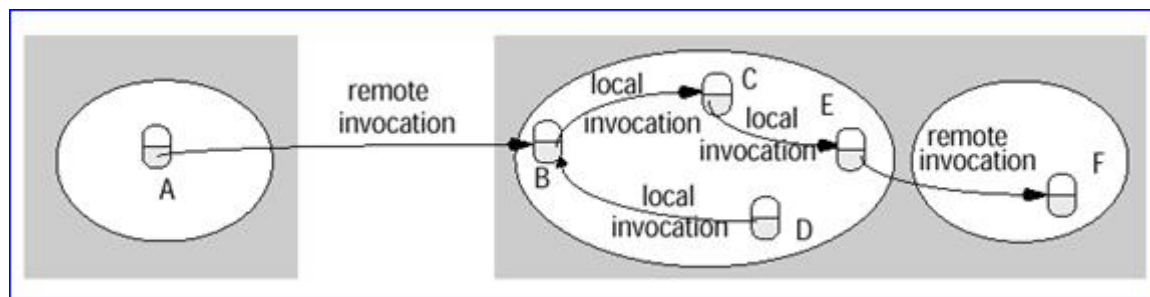 remote
invocation
A
B
local
invocation
C
local
invocation
E
local
invocation
D
remote
invocation
F